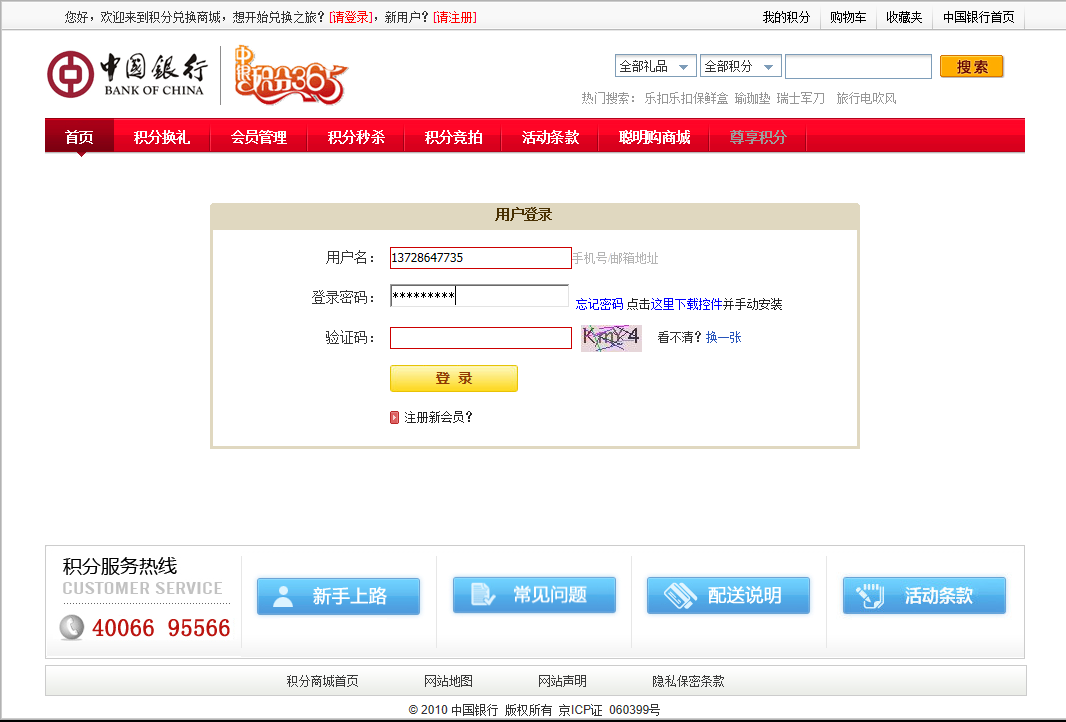 您好，欢迎来到积分兑换商城，想开始兑换之旅？[请登录]，新用户？[请注册]
我的积分 购物车 收藏夹 中国银行首页
中国银行
BANK OF CHINA
中银积分365
全部礼品 全部积分 搜索
热门搜索： 乐扣乐扣保鲜盒 瑜珈垫 瑞士军刀 旅行电吹风
首页 积分换礼 会员管理 积分秒杀 积分竞拍 活动条款 聪明购商城 尊享积分
用户登录
用户名： 13728647735 手机号/邮箱地址
登录密码： ********* 忘记密码 点击这里下载控件并手动安装
验证码： KmY4 看不清？换一张
登 录
注册新会员？
积分服务热线
CUSTOMER SERVICE
40066 95566
新手上路 常见问题 配送说明 活动条款
积分商城首页 网站地图 网站声明 隐私保密条款
© 2010 中国银行 版权所有 京ICP证 060399号